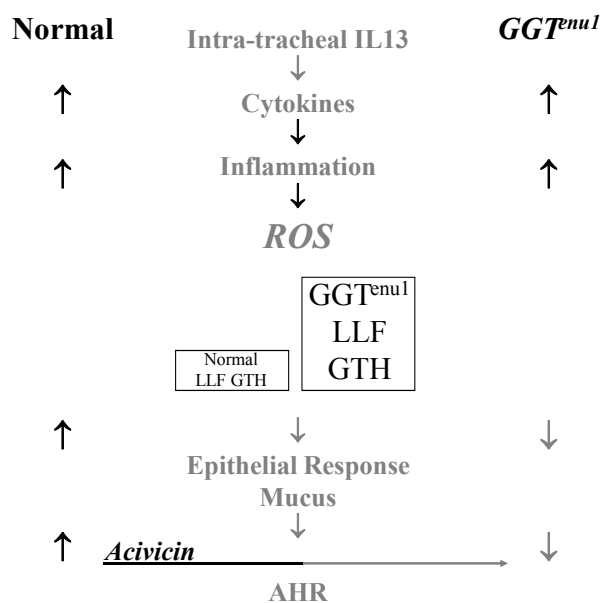 Normal
Intra-tracheal IL13
GGTenu1
↑
↓
Cytokines
↑
↓
↑
Inflammation
↑
↓
ROS
Normal
LLF GTH
GGTenu1
LLF
GTH
↑
↓
↓
Epithelial Response
Mucus
↑
Acivicin
↓
↓
AHR